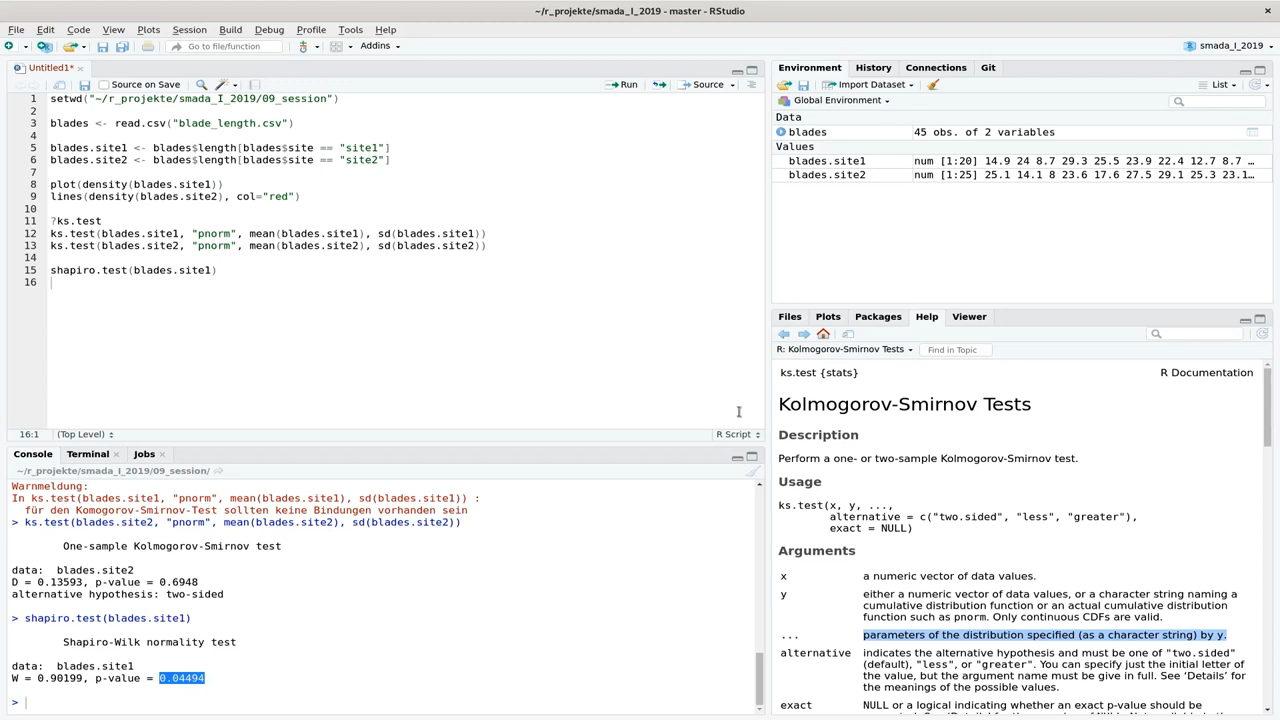 ~/r_projekte/smada_I_2019 - master - RStudio
File Edit Code View Plots Session Build Debug Profile Tools Help
Go to file/function Addins smada_I_2019
Untitled1*
Source on Save Run Source
1 setwd("~/r_projekte/smada_I_2019/09_session")
2
3 blades <- read.csv("blade_length.csv")
4
5 blades.site1 <- blades$length[blades$site == "site1"]
6 blades.site2 <- blades$length[blades$site == "site2"]
7
8 plot(density(blades.site1))
9 lines(density(blades.site2), col="red")
10
11 ?ks.test
12 ks.test(blades.site1, "pnorm", mean(blades.site1), sd(blades.site1))
13 ks.test(blades.site2, "pnorm", mean(blades.site2), sd(blades.site2))
14
15 shapiro.test(blades.site1)
16
16:1 (Top Level) R Script
Console Terminal Jobs
~/r_projekte/smada_I_2019/09_session/
Warnmeldung:
In ks.test(blades.site1, "pnorm", mean(blades.site1), sd(blades.site1)) :
für den Komogorov-Smirnov-Test sollten keine Bindungen vorhanden sein
> ks.test(blades.site2, "pnorm", mean(blades.site2), sd(blades.site2))
One-sample Kolmogorov-Smirnov test
data: blades.site2
D = 0.13593, p-value = 0.6948
alternative hypothesis: two-sided
> shapiro.test(blades.site1)
Shapiro-Wilk normality test
data: blades.site1
W = 0.90199, p-value = 0.04494
>
Environment History Connections Git
Import Dataset List
Global Environment
Data
blades 45 obs. of 2 variables
Values
blades.site1 num [1:20] 14.9 24 8.7 29.3 25.5 23.9 22.4 12.7 8.7 …
blades.site2 num [1:25] 25.1 14.1 8 23.6 17.6 27.5 29.1 25.3 23.1…
Files Plots Packages Help Viewer
R: Kolmogorov-Smirnov Tests Find in Topic
ks.test {stats} R Documentation
Kolmogorov-Smirnov Tests
Description
Perform a one- or two-sample Kolmogorov-Smirnov test.
Usage
ks.test(x, y, ...,
alternative = c("two.sided", "less", "greater"),
exact = NULL)
Arguments
x a numeric vector of data values.
y either a numeric vector of data values, or a character string naming a
cumulative distribution function or an actual cumulative distribution
function such as pnorm. Only continuous CDFs are valid.
... parameters of the distribution specified (as a character string) by y.
alternative indicates the alternative hypothesis and must be one of "two.sided"
(default), "less", or "greater". You can specify just the initial letter of
the value, but the argument name must be give in full. See ‘Details’ for
the meanings of the possible values.
exact NULL or a logical indicating whether an exact p-value should be